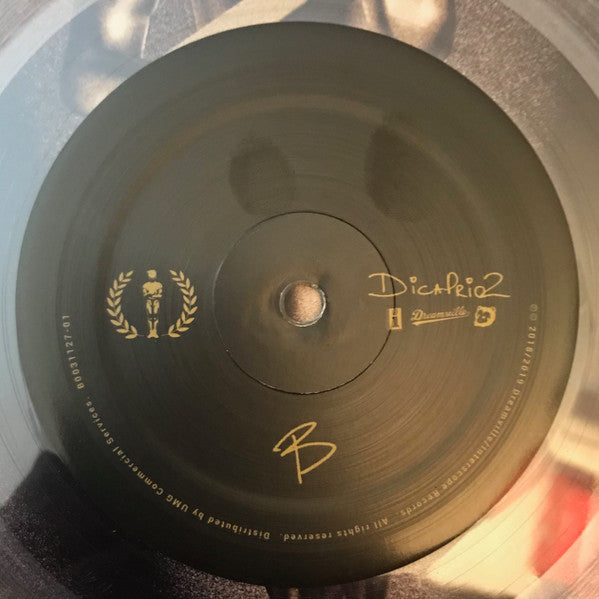 DiCaprio2
i
Dreamville
B
℗© 2018/2019 Dreamville/Interscope Records. All rights reserved. Distributed by UMG Commercial Services. B0031127-01